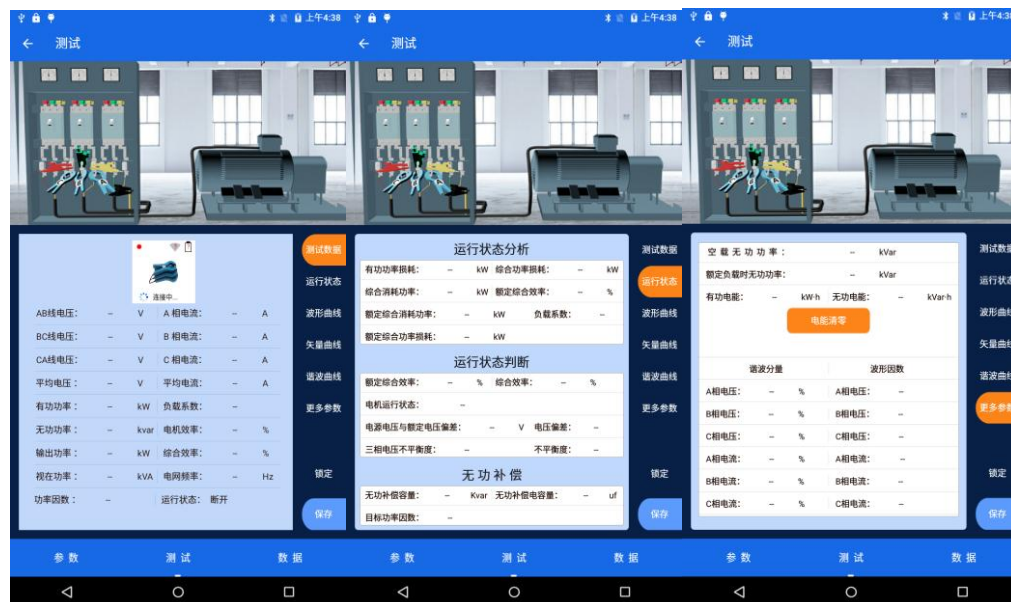 上午4:38
测试
测试数据
运行状态
波形曲线
矢量曲线
谐波曲线
更多参数
锁定
保存
连接中...
AB线电压： – V A 相电流： – A
BC线电压： – V B 相电流： – A
CA线电压： – V C 相电流： – A
平均电压： – V 平均电流： – A
有功功率： – kW 负载系数： –
无功功率： – kvar 电机效率： – %
输出功率： – kW 综合效率： – %
视在功率： – kVA 电网频率： – Hz
功率因数： – 运行状态： 断开
参 数 测 试 数 据
上午4:38
测试
运行状态分析
有功功率损耗： – kW 综合功率损耗： – kW
综合消耗功率： – kW 额定综合效率： – %
额定综合消耗功率： – kW 负载系数： –
额定综合功率损耗： – kW
运行状态判断
额定综合效率： – % 综合效率： – %
电机运行状态： –
电源电压与额定电压偏差： – V 电压偏差： –
三相电压不平衡度： – 不平衡度： –
无 功 补 偿
无功补偿容量： – Kvar 无功补偿电容量： – uf
目标功率因数： –
测试数据
运行状态
波形曲线
矢量曲线
谐波曲线
更多参数
锁定
保存
参 数 测 试 数 据
上午4:38
测试
空 载 无 功 功 率： – kVar
额定负载时无功功率： – kVar
有功电能： – kW·h 无功电能： – kVar·h
电能清零
谐波分量 波形因数
A相电压： – % A相电压： –
B相电压： – % B相电压： –
C相电压： – % C相电压： –
A相电流： – % A相电流： –
B相电流： – % B相电流： –
C相电流： – % C相电流： –
测试数据
运行状态
波形曲线
矢量曲线
谐波曲线
更多参数
锁定
保存
参 数 测 试 数 据